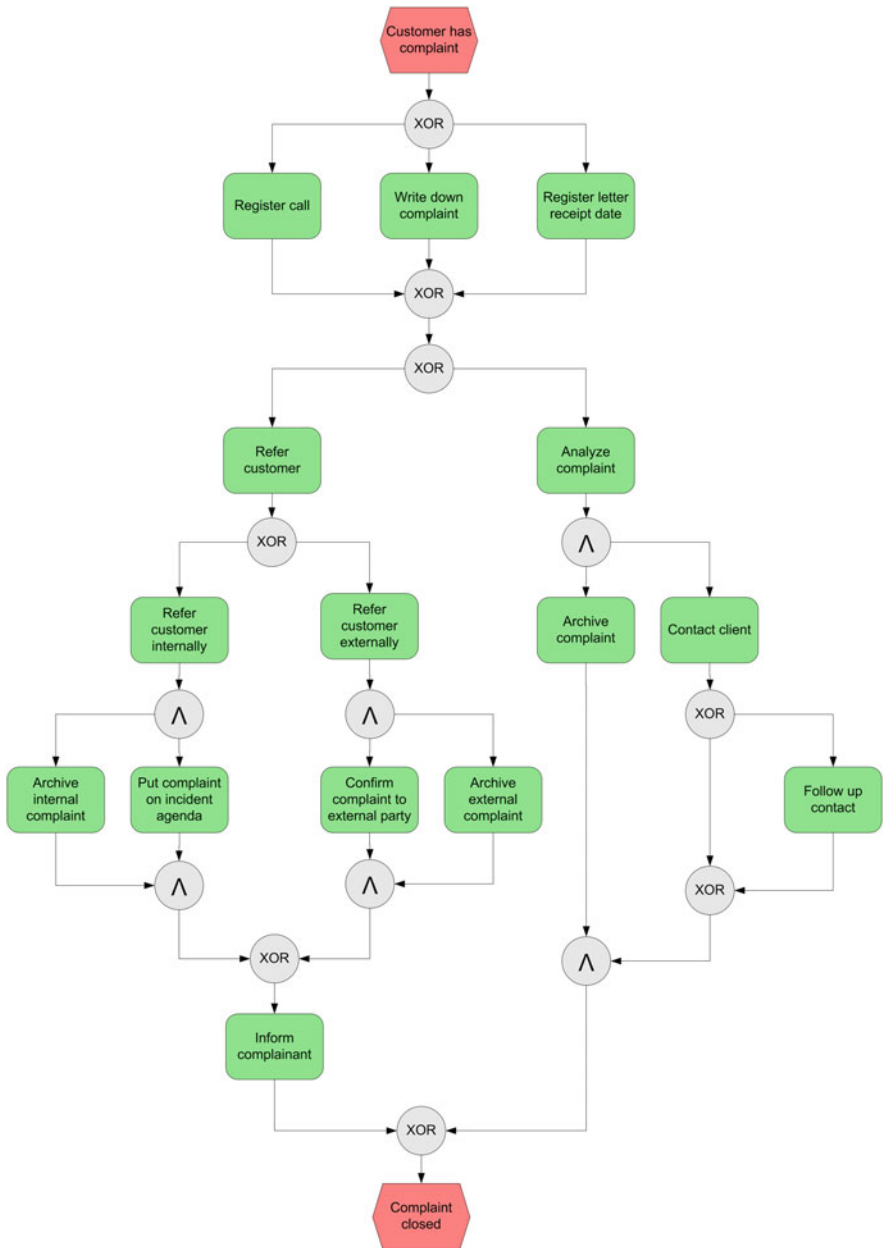 Customer has
complaint
XOR
Register call
Write down
complaint
Register letter
receipt date
XOR
XOR
Refer
customer
Analyze
complaint
XOR
Λ
Refer
customer
internally
Refer
customer
externally
Archive
complaint
Contact client
Λ
Λ
XOR
Archive
internal
complaint
Put complaint
on incident
agenda
Confirm
complaint to
external party
Archive
external
complaint
Follow up
contact
Λ
Λ
XOR
XOR
Λ
Inform
complainant
XOR
Complaint
closed